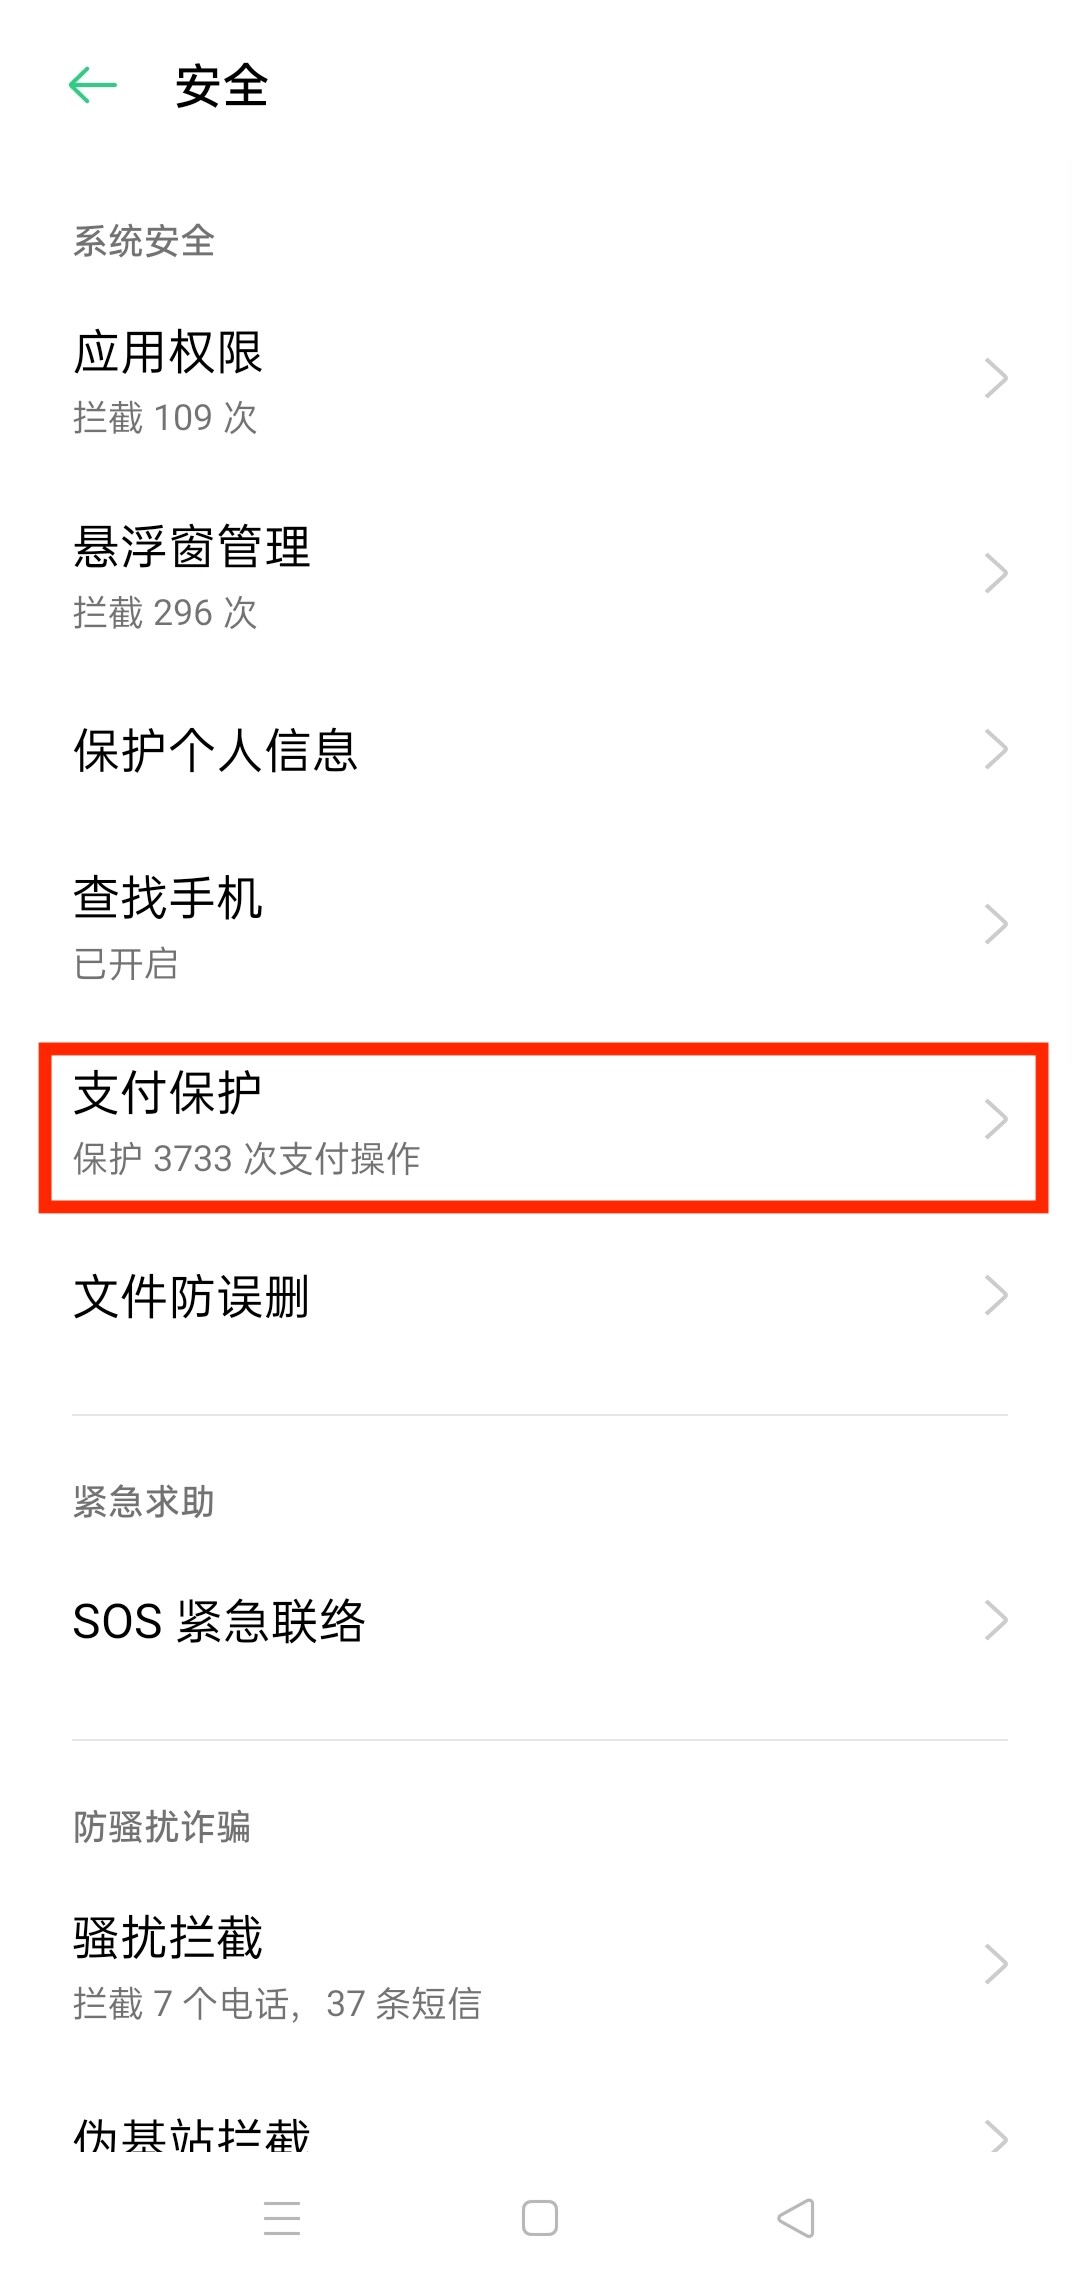 安全
系统安全
应用权限
拦截 109 次
悬浮窗管理
拦截 296 次
保护个人信息
查找手机
已开启
支付保护
保护 3733 次支付操作
文件防误删
紧急求助
SOS 紧急联络
防骚扰诈骗
骚扰拦截
拦截 7 个电话，37 条短信
伪基站拦截